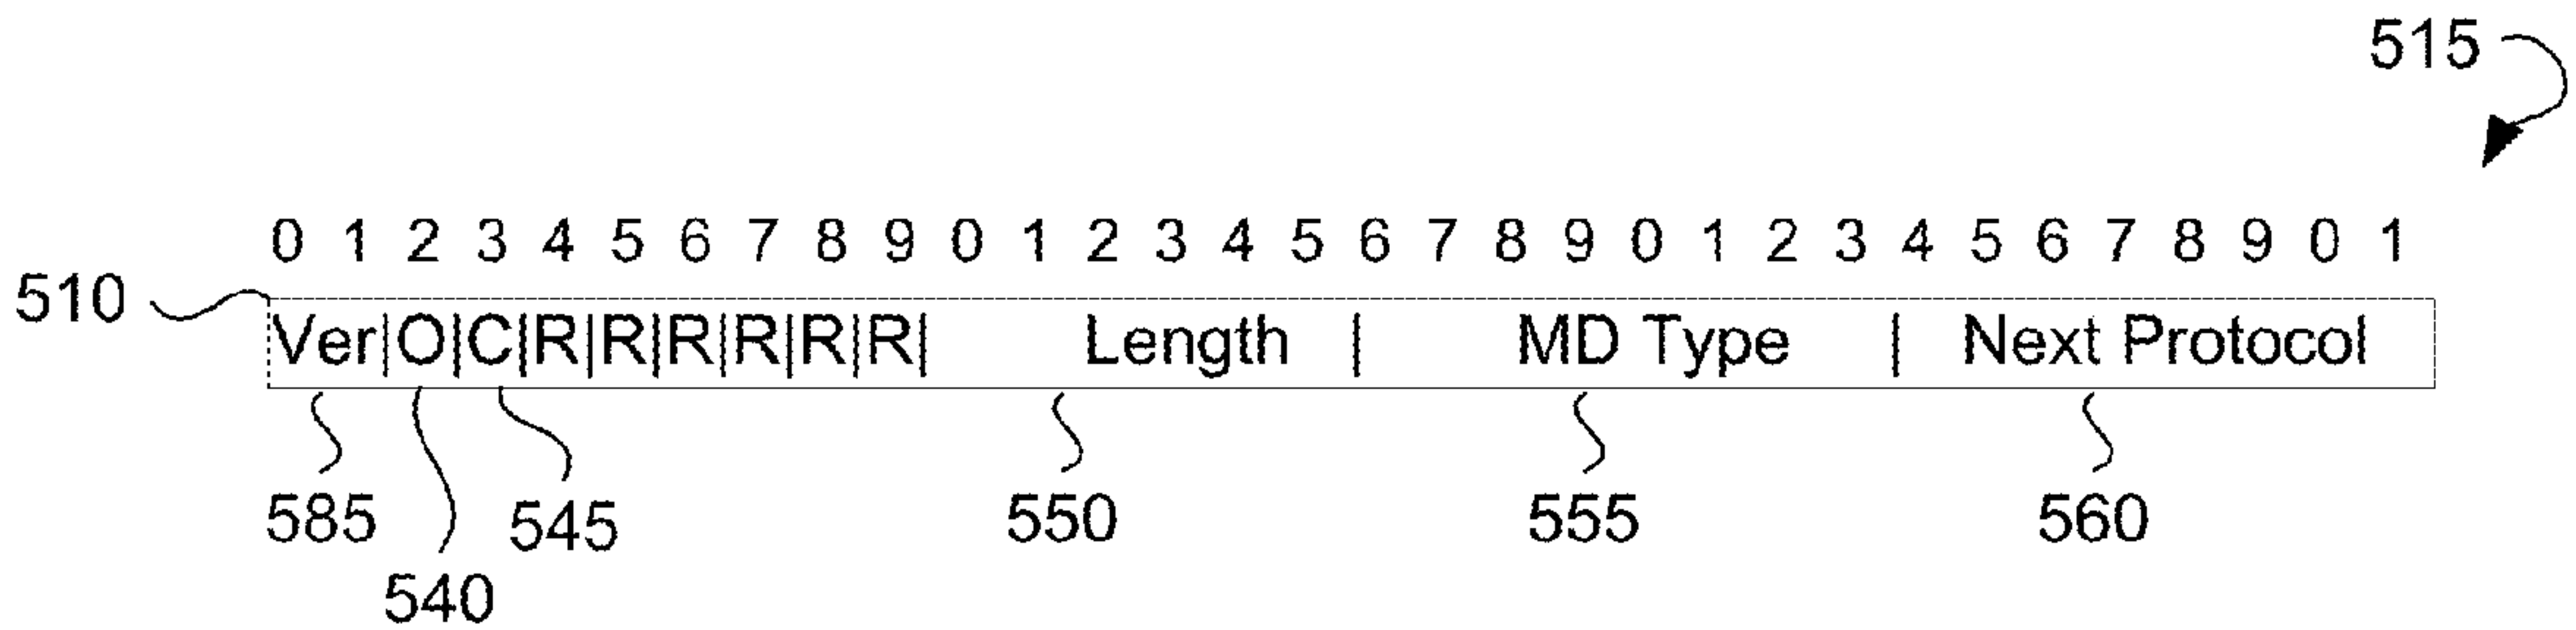 515
0 1 2 3 4 5 6 7 8 9 0 1 2 3 4 5 6 7 8 9 0 1 2 3 4 5 6 7 8 9 0 1
510
Ver|O|C|R|R|R|R|R|R| Length | MD Type | Next Protocol
585 545 550 555 560
540